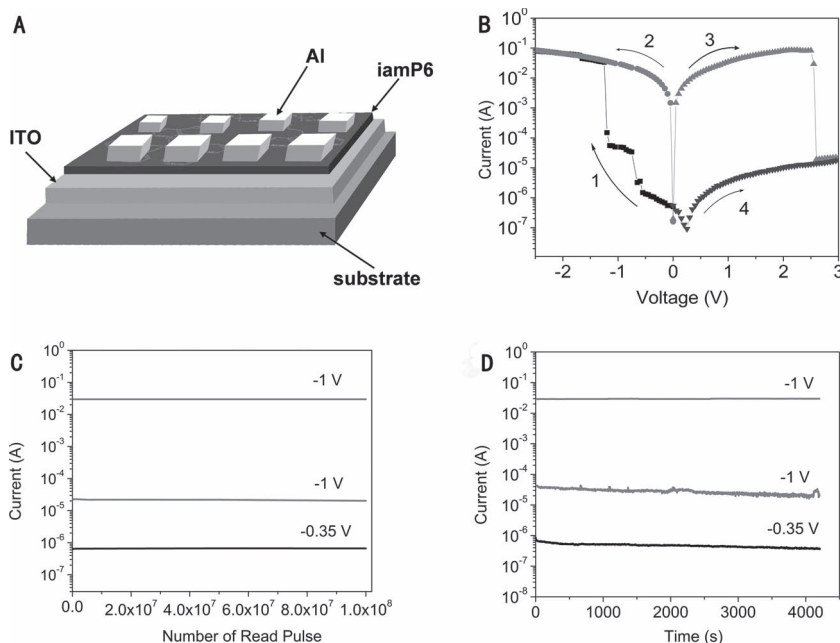 A
Al
iamP6
ITO
substrate
B
10^0
10^-1
10^-2
10^-3
10^-4
10^-5
10^-6
10^-7
Current (A)
2
3
1
4
-2
-1
0
1
2
3
Voltage (V)
C
10^0
10^-1
10^-2
10^-3
10^-4
10^-5
10^-6
10^-7
Current (A)
-1 V
-1 V
-0.35 V
0.0
2.0x10^7
4.0x10^7
6.0x10^7
8.0x10^7
1.0x10^8
Number of Read Pulse
D
10^0
10^-1
10^-2
10^-3
10^-4
10^-5
10^-6
10^-7
10^-8
Current (A)
-1 V
-1 V
-0.35 V
0
1000
2000
3000
4000
Time (s)